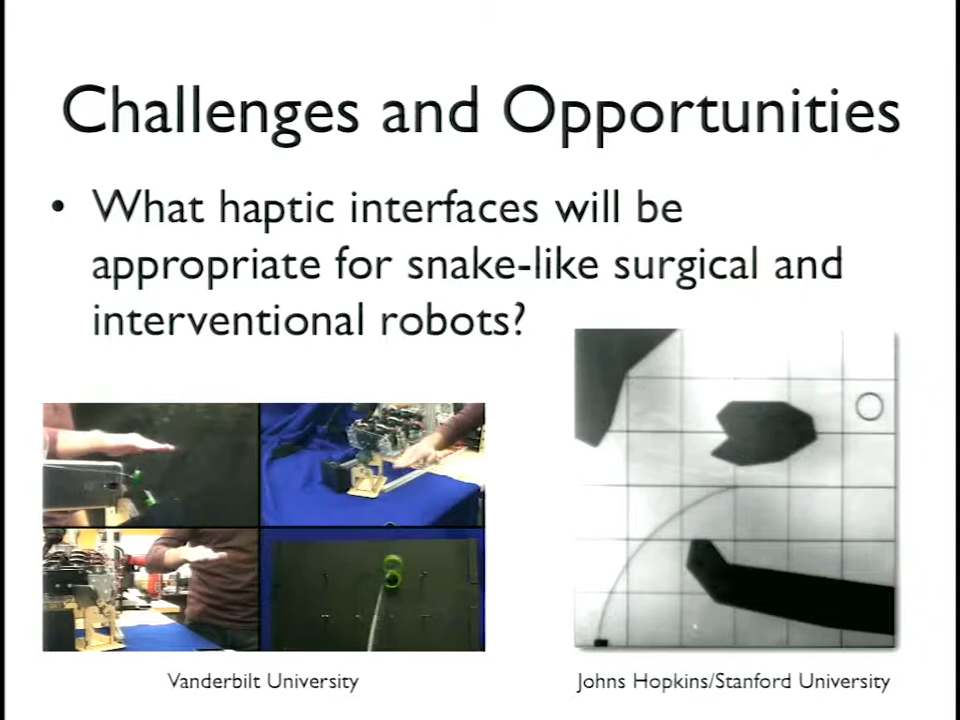 Challenges and Opportunities
• What haptic interfaces will be
appropriate for snake-like surgical and
interventional robots?
Vanderbilt University
Johns Hopkins/Stanford University